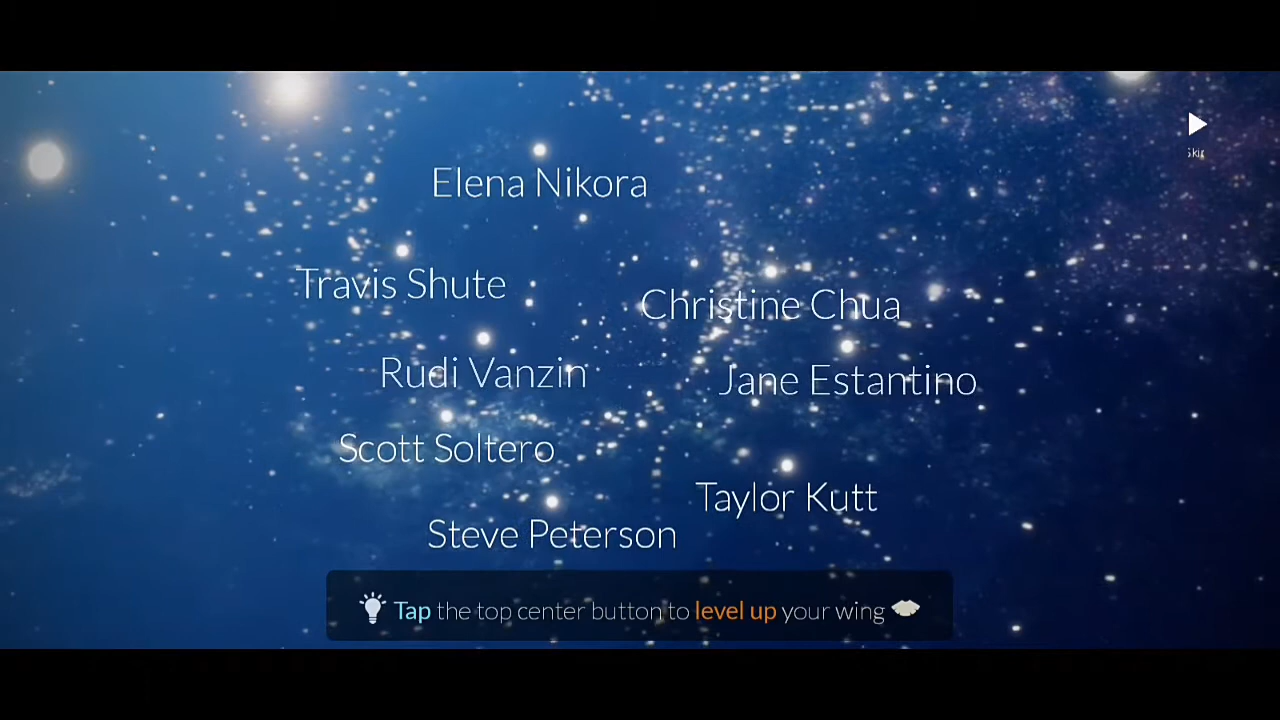 Elena Nikora
Travis Shute
Christine Chua
Rudi Vanzin
Jane Estantino
Scott Soltero
Taylor Kutt
Steve Peterson
Tap the top center button to level up your wing